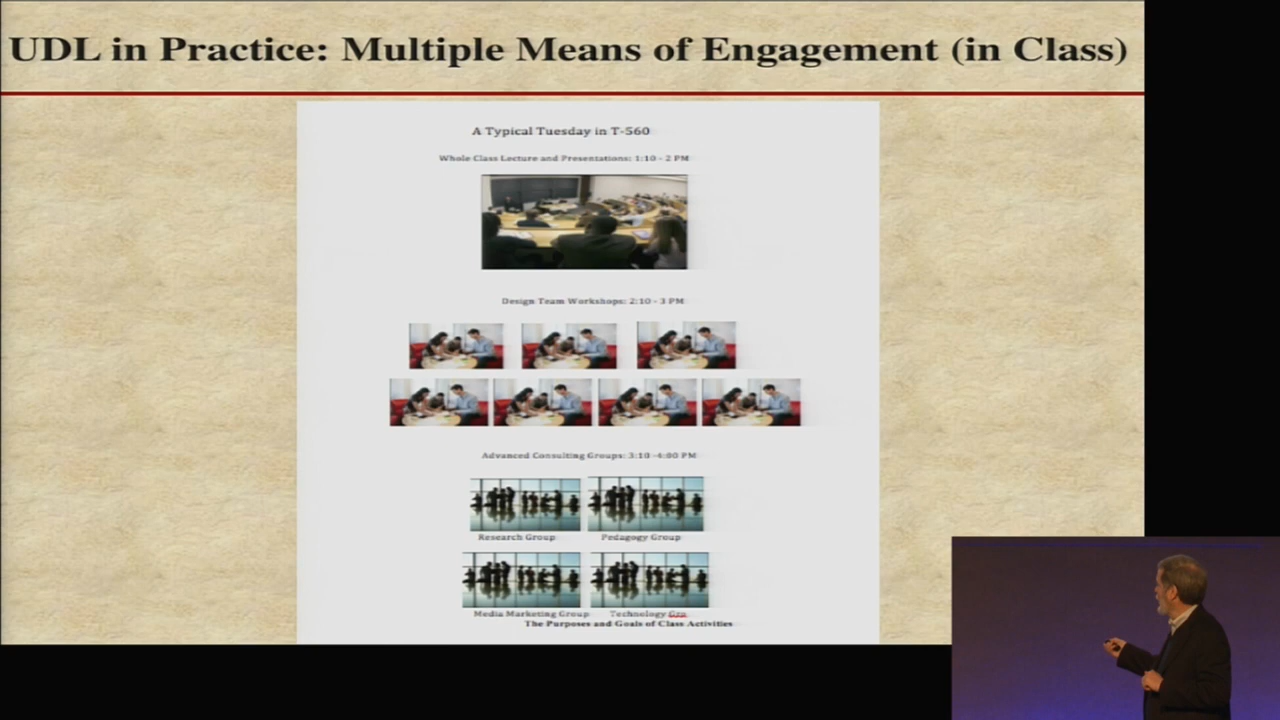 UDL in Practice: Multiple Means of Engagement (in Class)
A Typical Tuesday in T-560
Whole Class Lecture and Presentations: 1:10 - 2 PM
Design Team Workshops: 2:10 - 3 PM
Advanced Consulting Groups: 3:10 -4:00 PM
Research Group Pedagogy Group
Media Marketing Group Technology Gro
The Purposes and Goals of Class Activities